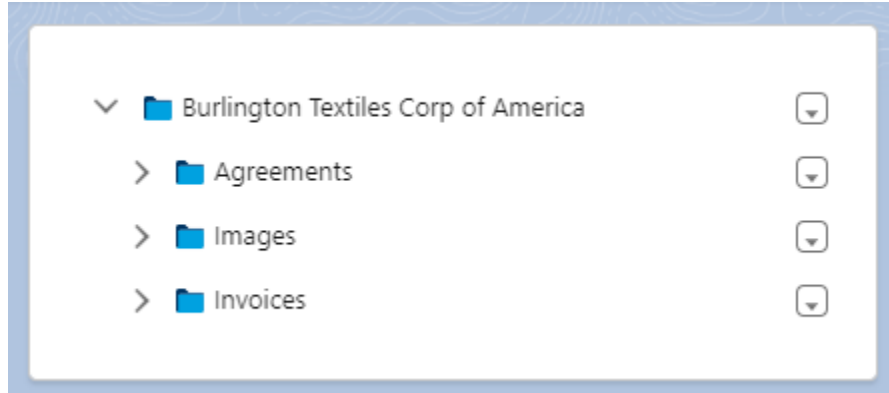 Burlington Textiles Corp of America
Agreements
Images
Invoices